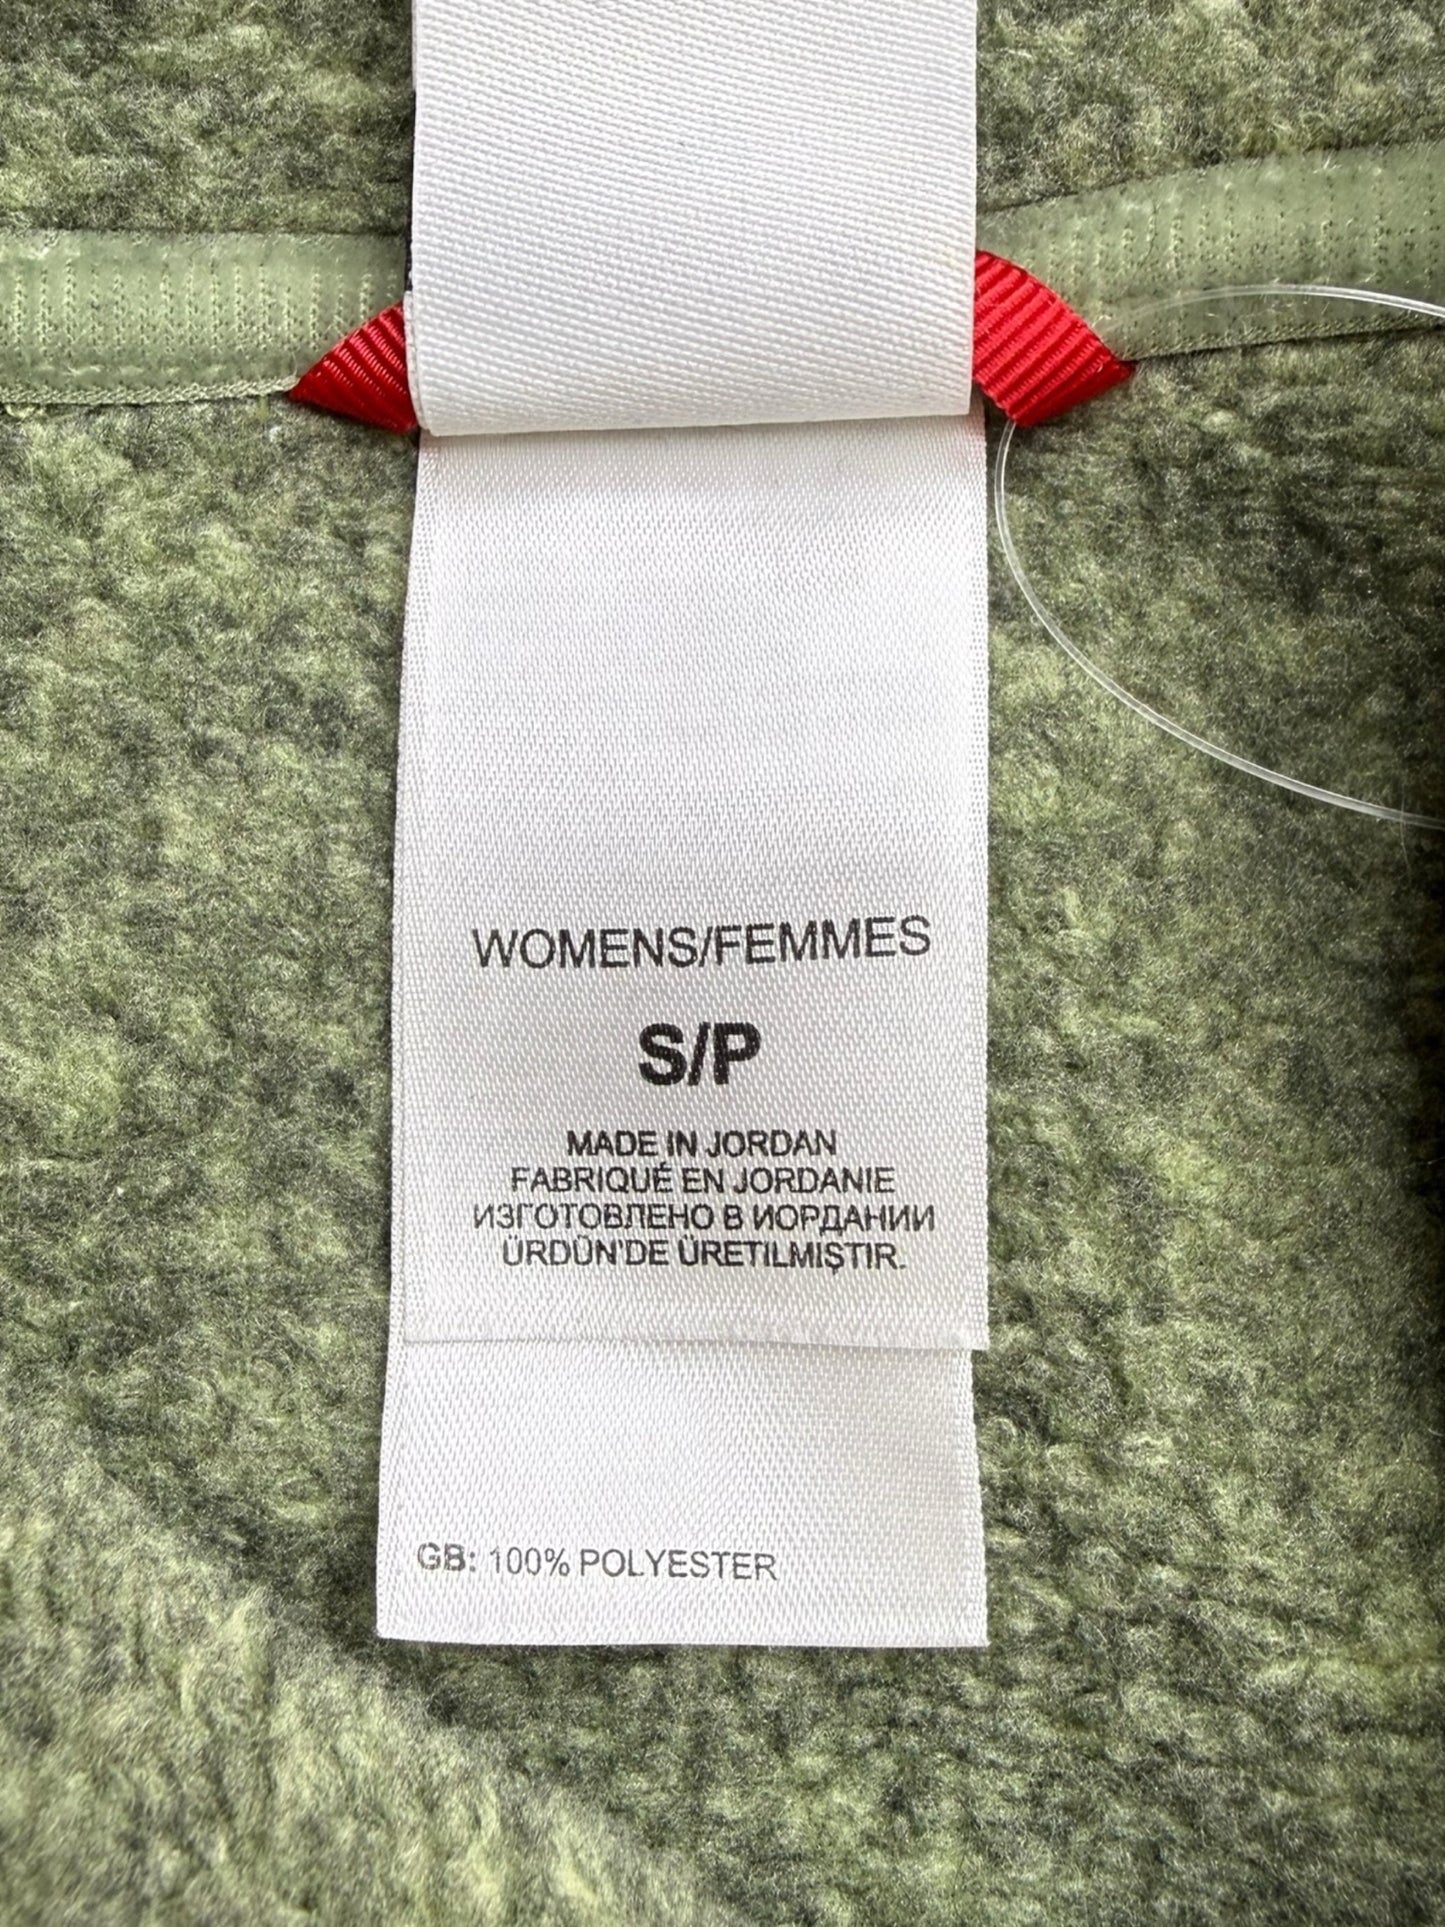 WOMENS/FEMMES
S/P
MADE IN JORDAN
FABRIQUÉ EN JORDANIE
ИЗГОТОВЛЕНО В ИОРДАНИИ
ÜRDÜN'DE ÜRETILMIŞTIR.
GB: 100% POLYESTER